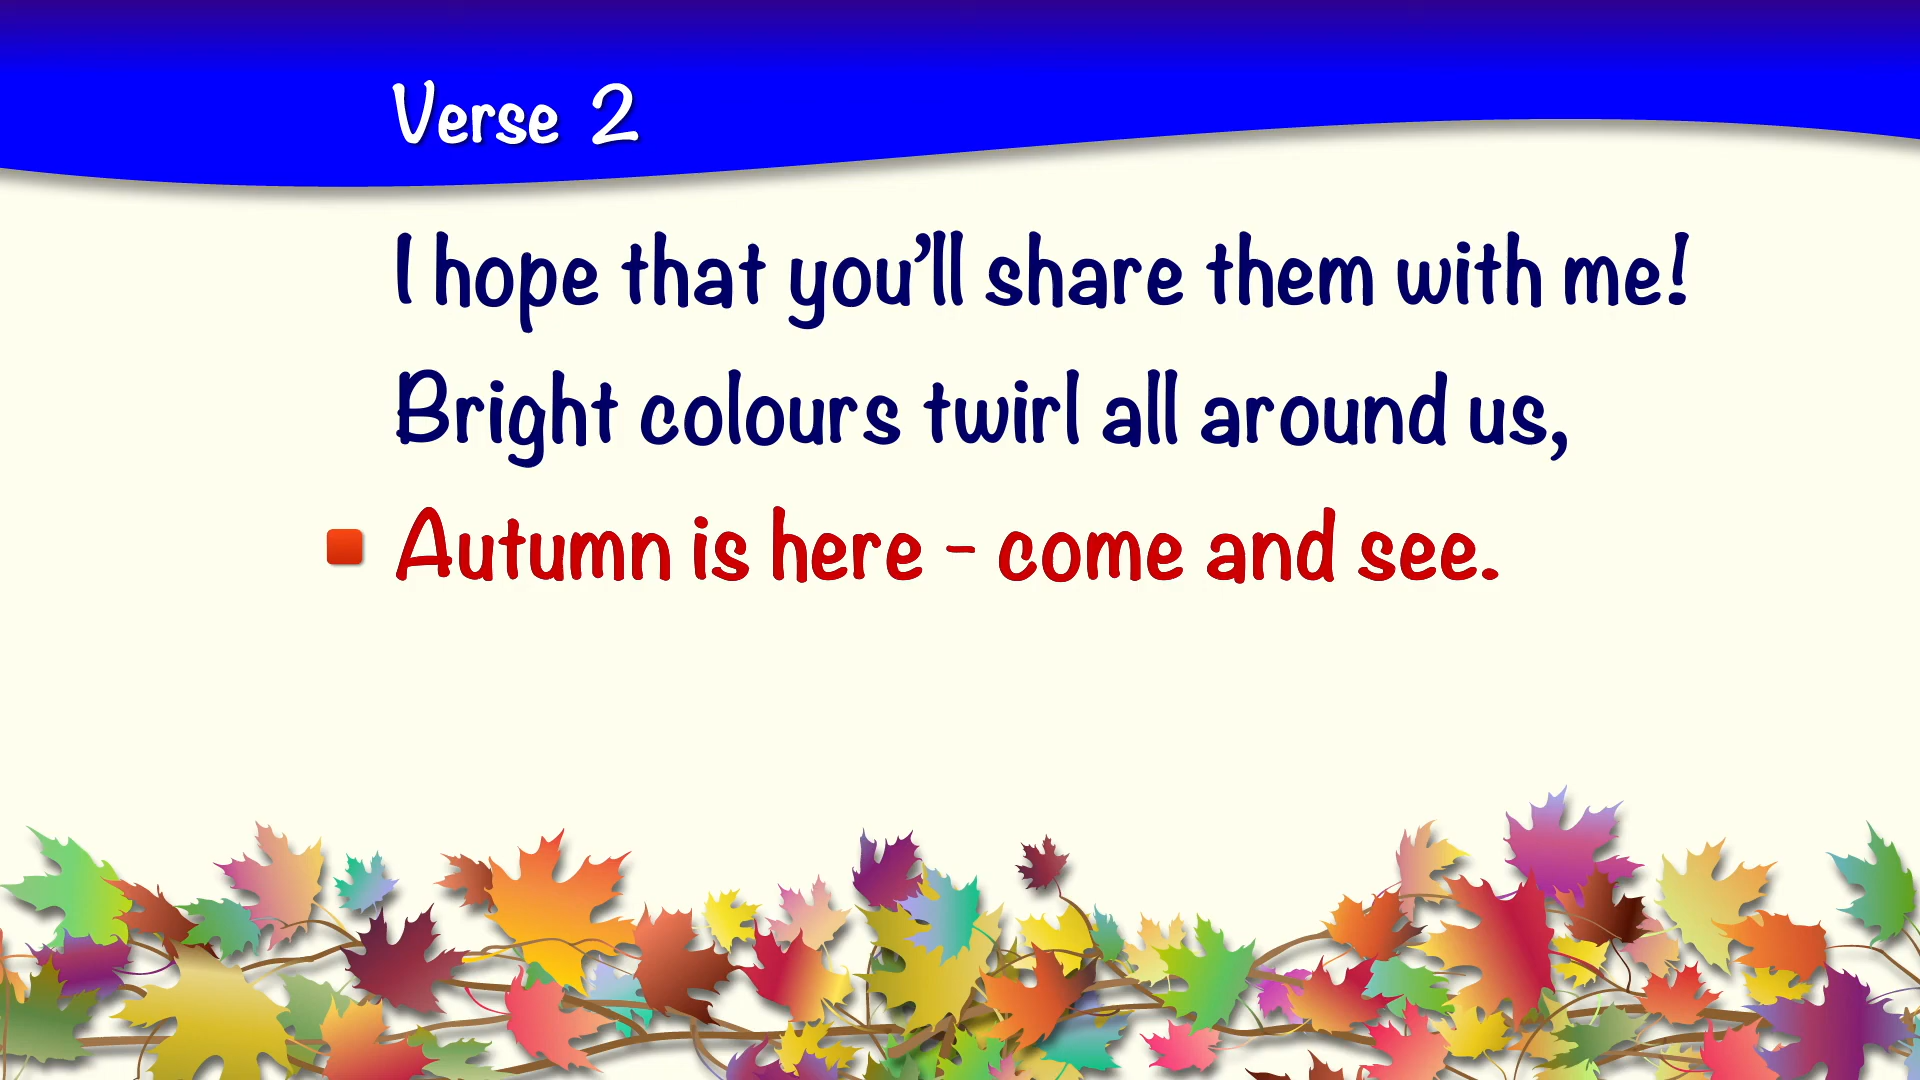 Verse 2
I hope that you’ll share them with me!
Bright colours twirl all around us,
Autumn is here - come and see.